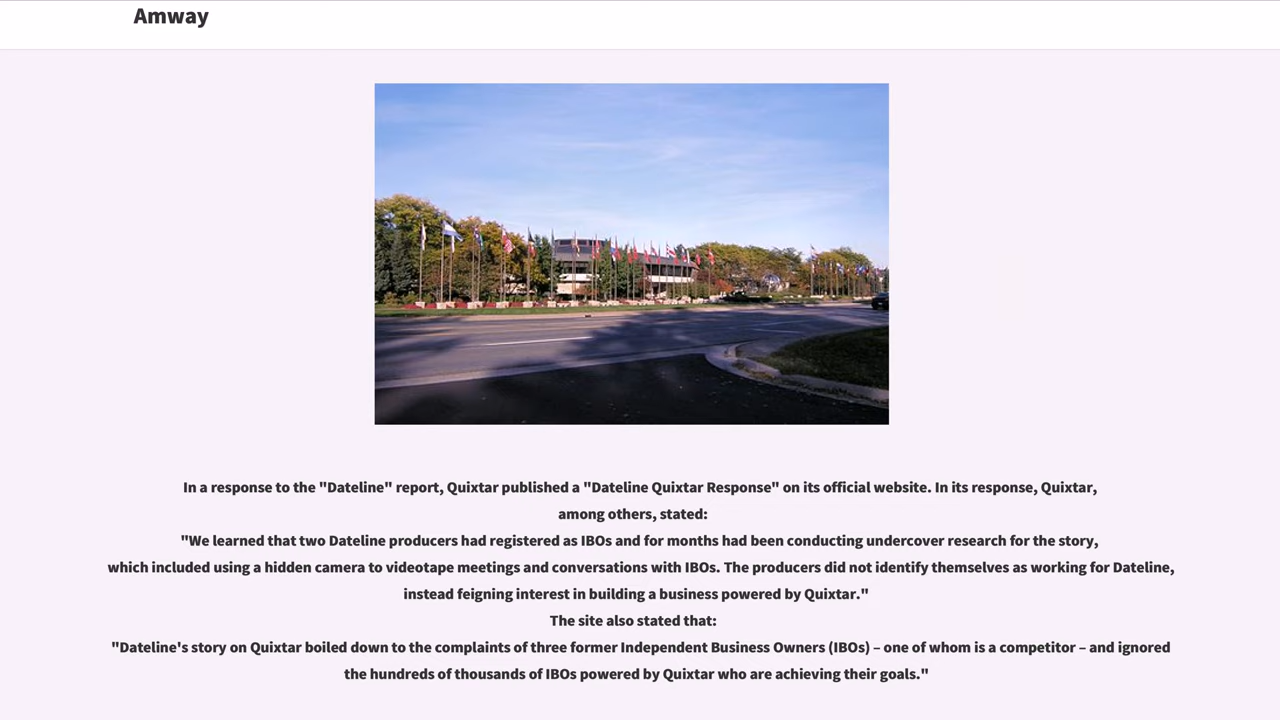 Amway
In a response to the "Dateline" report, Quixtar published a "Dateline Quixtar Response" on its official website. In its response, Quixtar,
among others, stated:
"We learned that two Dateline producers had registered as IBOs and for months had been conducting undercover research for the story,
which included using a hidden camera to videotape meetings and conversations with IBOs. The producers did not identify themselves as working for Dateline,
instead feigning interest in building a business powered by Quixtar."
The site also stated that:
"Dateline's story on Quixtar boiled down to the complaints of three former Independent Business Owners (IBOs) – one of whom is a competitor – and ignored
the hundreds of thousands of IBOs powered by Quixtar who are achieving their goals."